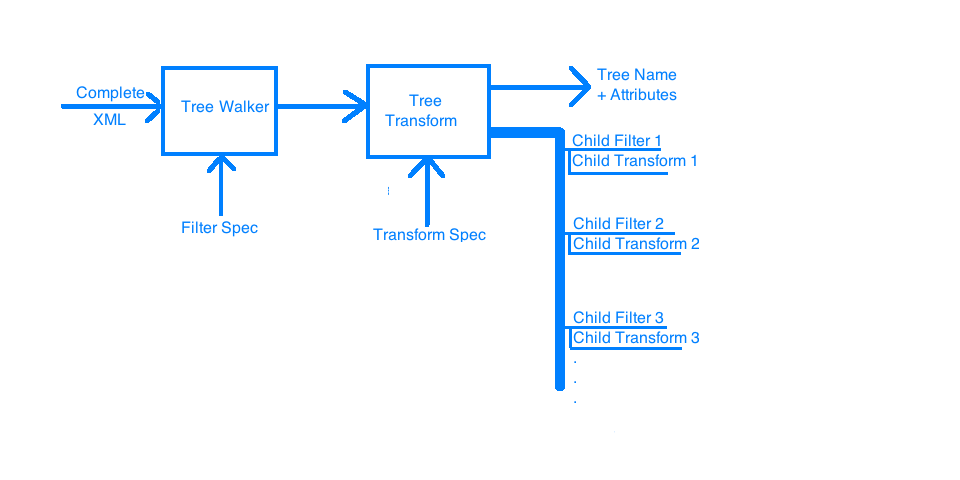 Complete
XML
Tree Walker
Filter Spec
Tree
Transform
Transform Spec
Tree Name
+ Attributes
Child Filter 1
Child Transform 1
Child Filter 2
Child Transform 2
Child Filter 3
Child Transform 3
.
.
.